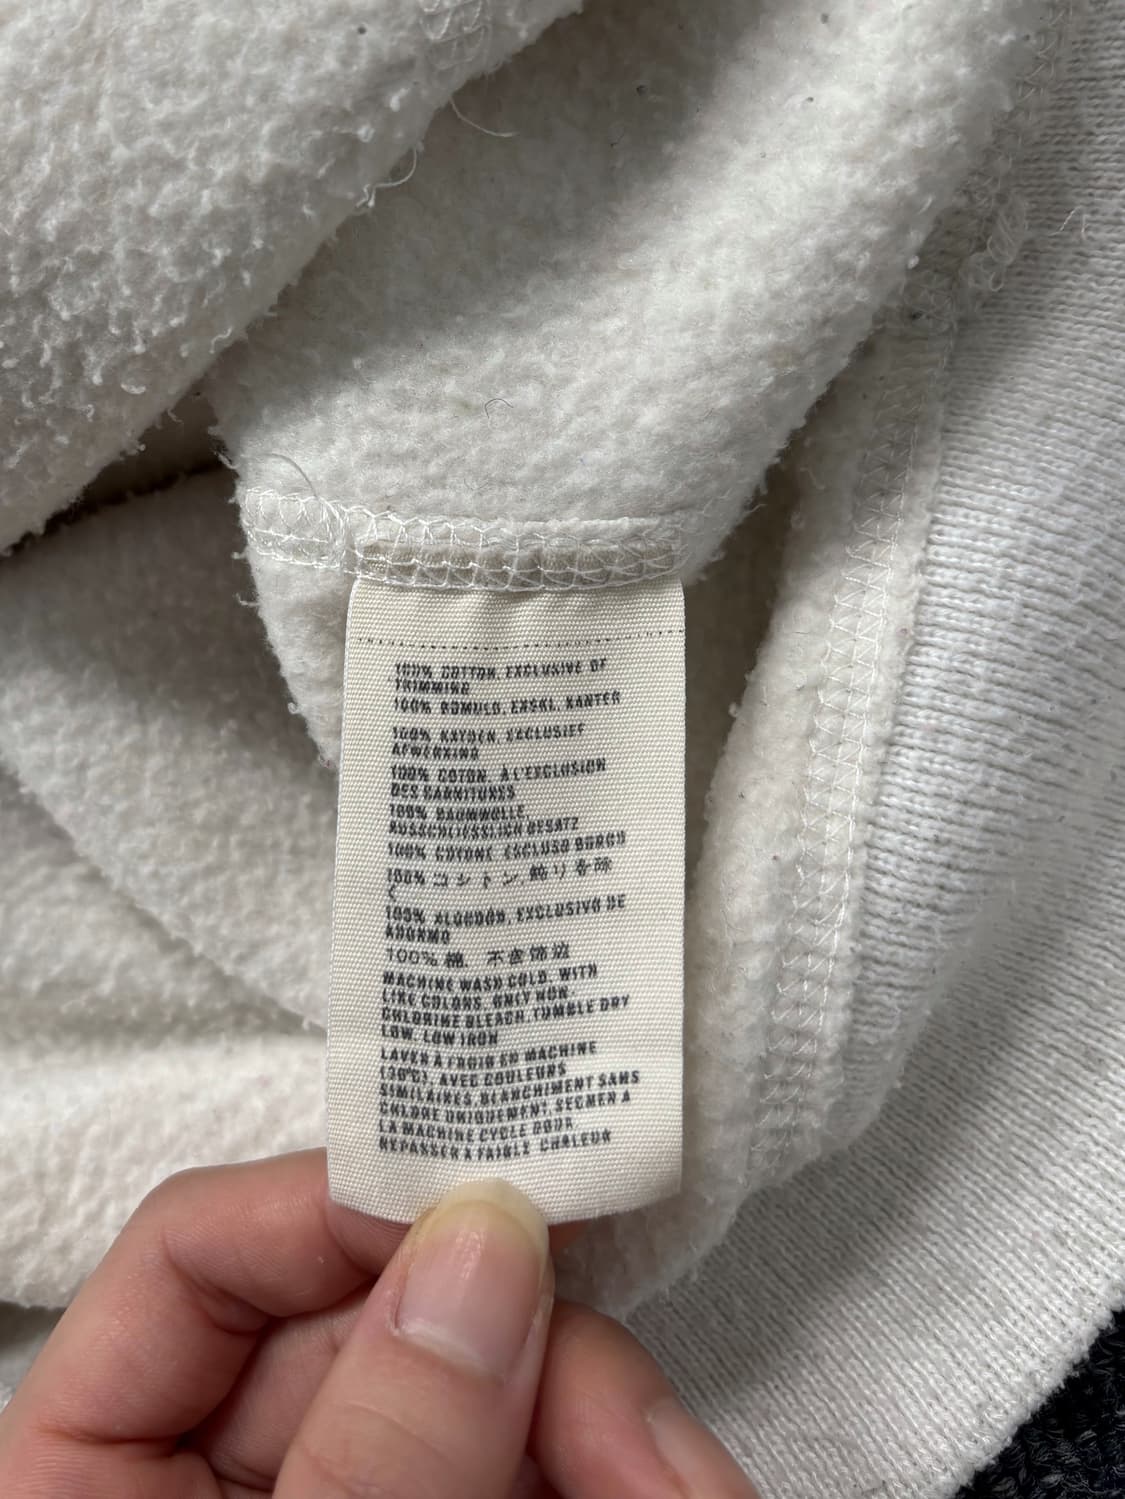 100% COTTON, EXCLUSIVE OF
TRIMMING
100% BOMULD, EKSKL. KANTER
100% KATOEN, EXCLUSIEF
AFWERKING
100% COTON, À L'EXCLUSION
DES GARNITURES
100% BAUMWOLLE
AUSSCHLIESSLICH BESATZ
100% COTONE, ESCLUSO BORDO
100% コットン, 飾りを除
く
100% ALGODÓN, EXCLUSIVO DE
ADORNO
100% 棉, 不含饰边
MACHINE WASH COLD, WITH
LIKE COLORS, ONLY NON-
CHLORINE BLEACH, TUMBLE DRY
LOW, LOW IRON
LAVER À FROID EN MACHINE
(30°C), AVEC COULEURS
SIMILAIRES, BLANCHIMENT SANS
CHLORE UNIQUEMENT, SÉCHER À
LA MACHINE CYCLE DOUX
REPASSER À FAIBLE CHALEUR